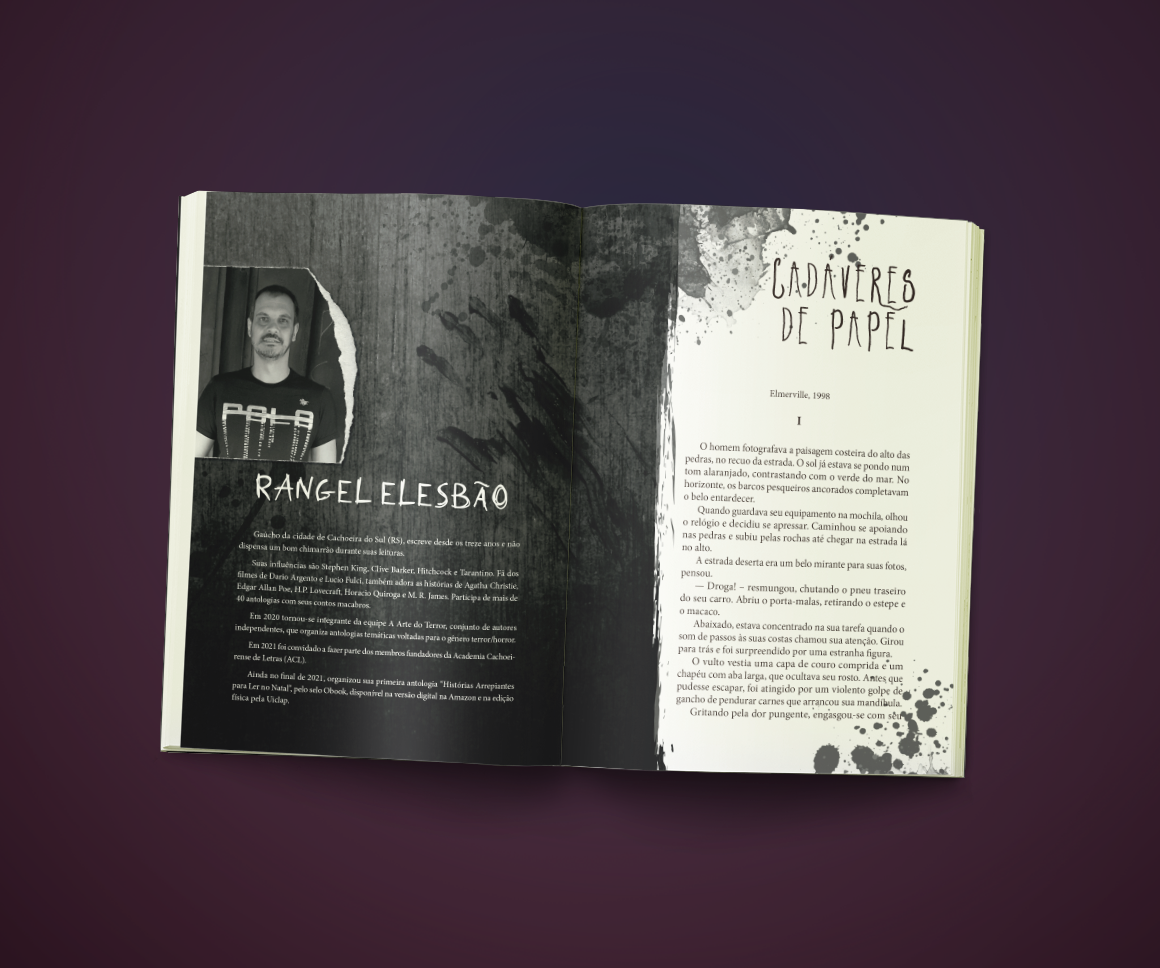 POLO
RANGEL ELESBÃO
Gaúcho da cidade de Cachoeira do Sul (RS), escreve desde os treze anos e não
dispensa um bom chimarrão durante suas leituras.
Suas influências são Stephen King, Clive Barker, Hitchcock e Tarantino. Fã dos
filmes de Dario Argento e Lucio Fulci, também adora as histórias de Agatha Christie,
Edgar Allan Poe, H.P. Lovecraft, Horacio Quiroga e M. R. James. Participa de mais de
40 antologias com seus contos macabros.
Em 2020 tornou-se integrante da equipe A Arte do Terror, conjunto de autores
independentes, que organiza antologias temáticas voltadas para o gênero terror/horror.
Em 2021 foi convidado a fazer parte dos membros fundadores da Academia Cachoei-
rense de Letras (ACL).
Ainda no final de 2021, organizou sua primeira antologia "Histórias Arrepiantes
para Ler no Natal", pelo selo Obook, disponível na versão digital na Amazon e na edição
física pela Uiclap.
CADÁVERES
DE PAPEL
Elmerville, 1998
I
O homem fotografava a paisagem costeira do alto das
pedras, no recuo da estrada. O sol já estava se pondo num
tom alaranjado, contrastando com o verde do mar. No
horizonte, os barcos pesqueiros ancorados completavam
o belo entardecer.
Quando guardava seu equipamento na mochila, olhou
o relógio e decidiu se apressar. Caminhou se apoiando
nas pedras e subiu pelas rochas até chegar na estrada lá
no alto.
A estrada deserta era um belo mirante para suas fotos,
pensou.
— Droga! – resmungou, chutando o pneu traseiro
do seu carro. Abriu o porta-malas, retirando o estepe e
o macaco.
Abaixado, estava concentrado na sua tarefa quando o
som de passos às suas costas chamou sua atenção. Girou
para trás e foi surpreendido por uma estranha figura.
O vulto vestia uma capa de couro comprida e um
chapéu com aba larga, que ocultava seu rosto. Antes que
pudesse escapar, foi atingido por um violento golpe de
gancho de pendurar carnes que arrancou sua mandíbula.
Gritando pela dor pungente, engasgou-se com seu